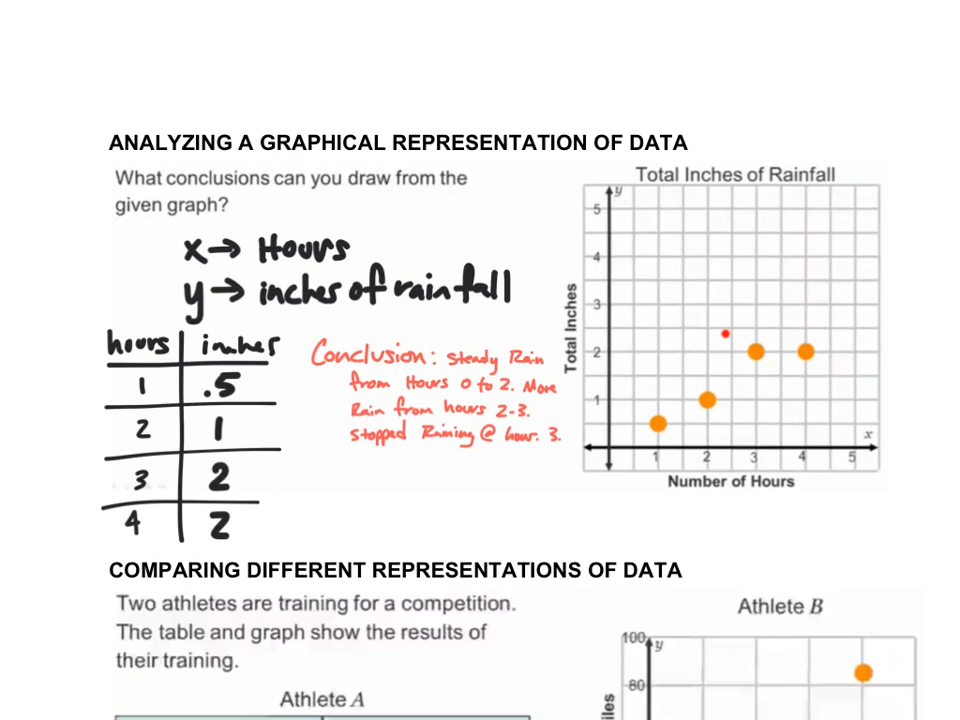 ANALYZING A GRAPHICAL REPRESENTATION OF DATA
What conclusions can you draw from the
given graph?
x→ Hours
y→ inches of rainfall
hours inches
1 .5
2 1
3 2
4 2
Conclusion: Steady Rain
from Hours 0 to 2. More
Rain from hours 2-3.
Stopped Raining @ hour. 3.
Total Inches of Rainfall
y
5
4
3
2
1
Total Inches
x
1 2 3 4 5
Number of Hours
COMPARING DIFFERENT REPRESENTATIONS OF DATA
Two athletes are training for a competition.
The table and graph show the results of
their training.
Athlete A
Athlete B
100
y
80
iles